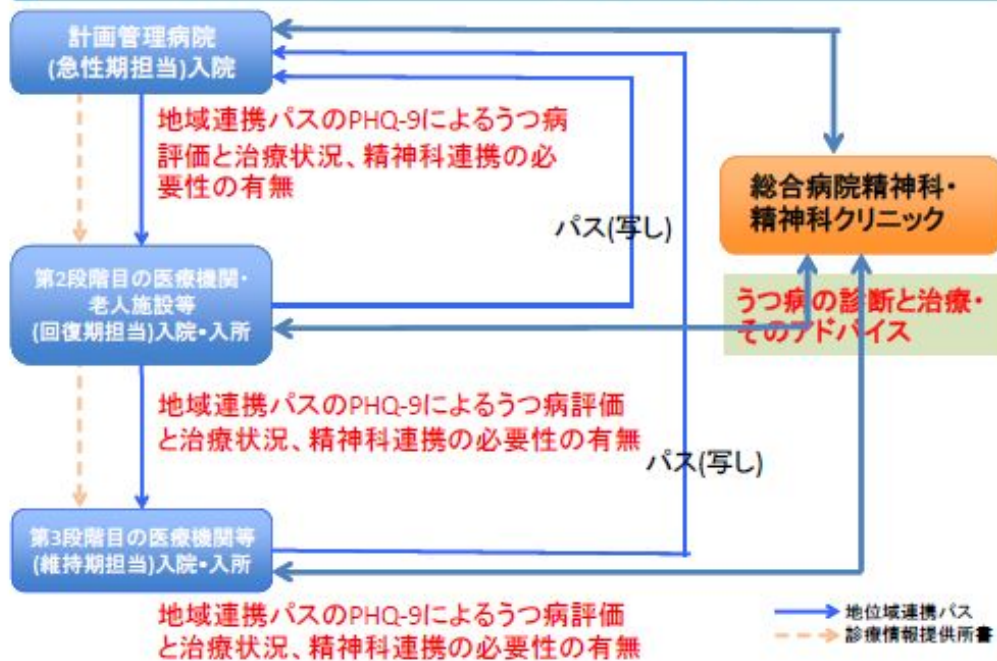 計画管理病院
(急性期担当)入院
地域連携パスのPHQ-9によるうつ病
評価と治療状況、精神科連携の必
要性の有無
総合病院精神科・
精神科クリニック
パス(写し)
第2段階目の医療機関・
老人施設等
(回復期担当)入院・入所
うつ病の診断と治療・
そのアドバイス
地域連携パスのPHQ-9によるうつ病評価
と治療状況、精神科連携の必要性の有無
パス(写し)
第3段階目の医療機関等
(維持期担当)入院・入所
地域連携パスのPHQ-9によるうつ病評価
と治療状況、精神科連携の必要性の有無
地位域連携パス
診療情報提供所書